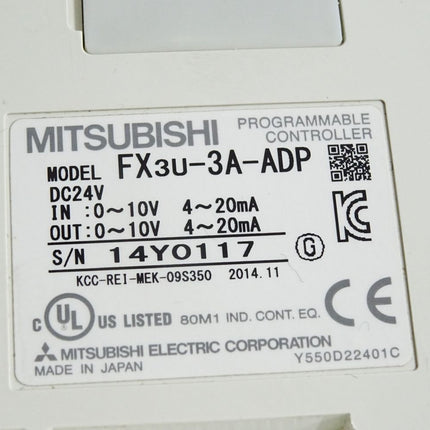 MITSUBISHI PROGRAMMABLE CONTROLLER
MODEL FX3U-3A-ADP
DC24V
IN :0～10V 4～20mA
OUT:0～10V 4～20mA
S/N 14Y0117 G
KCC-REI-MEK-09S350 2014.11
C UL US LISTED 80M1 IND. CONT. EQ. CE
MITSUBISHI ELECTRIC CORPORATION
MADE IN JAPAN Y550D22401C